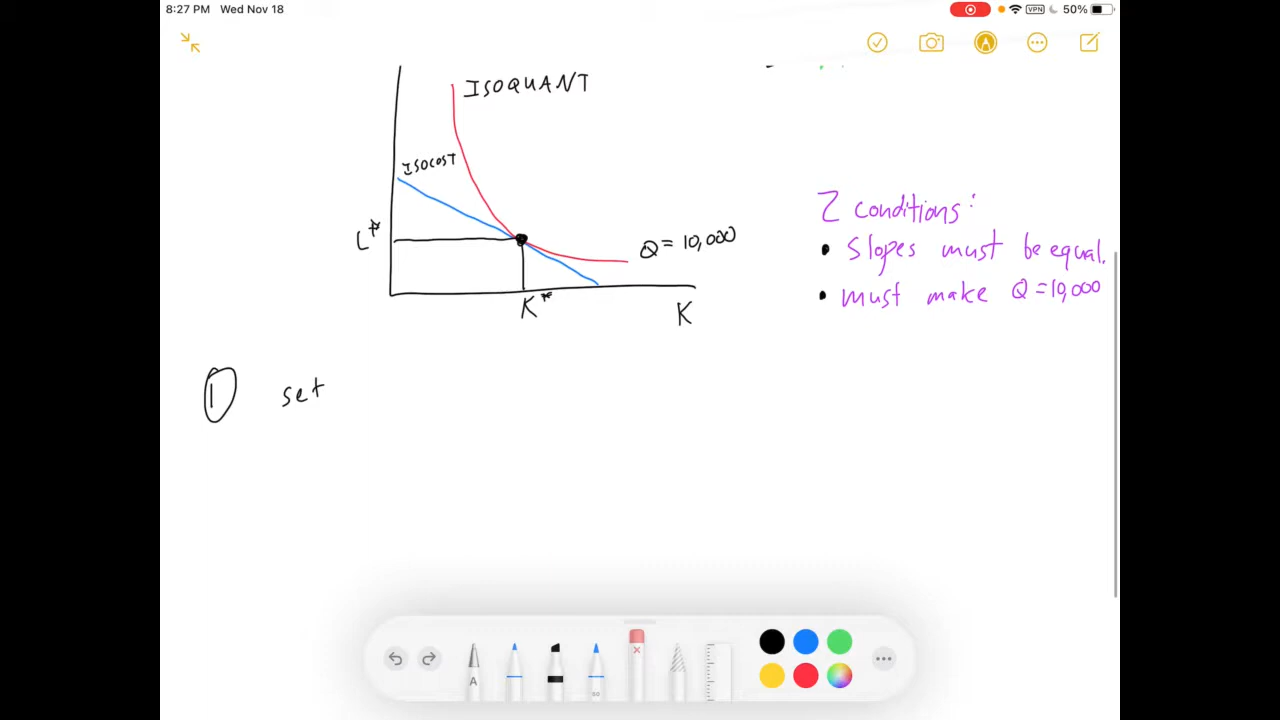 8:27 PM Wed Nov 18
VPN 50%
ISOQUANT
ISOCOST
L*
Q = 10,000
K*
K
2 conditions:
• slopes must be equal.
• must make Q = 10,000
1 set
A